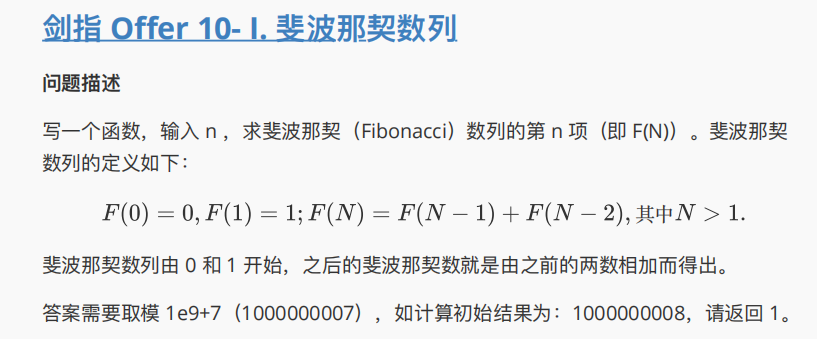 剑指 Offer 10- I. 斐波那契数列
问题描述
写一个函数，输入 n ，求斐波那契（Fibonacci）数列的第 n 项（即 F(N)）。斐波那契
数列的定义如下：
F(0) = 0, F(1) = 1; F(N) = F(N − 1) + F(N − 2), 其中N > 1.
斐波那契数列由 0 和 1 开始，之后的斐波那契数就是由之前的两数相加而得出。
答案需要取模 1e9+7（1000000007），如计算初始结果为：1000000008，请返回 1。